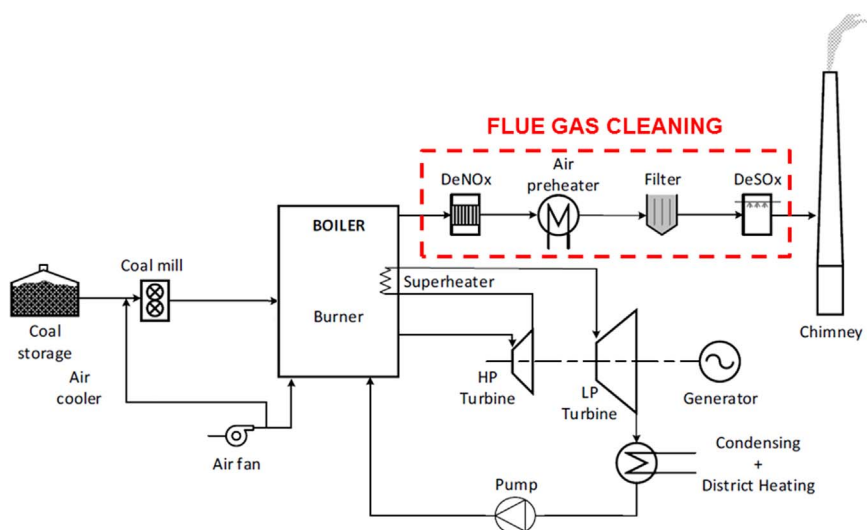 FLUE GAS CLEANING
DeNOx
Air
preheater
Filter
DeSOx
BOILER
Coal mill
Superheater
Burner
Coal
storage
Chimney
Air
cooler
HP
Turbine
LP
Turbine
Generator
Air fan
Condensing
+
District Heating
Pump